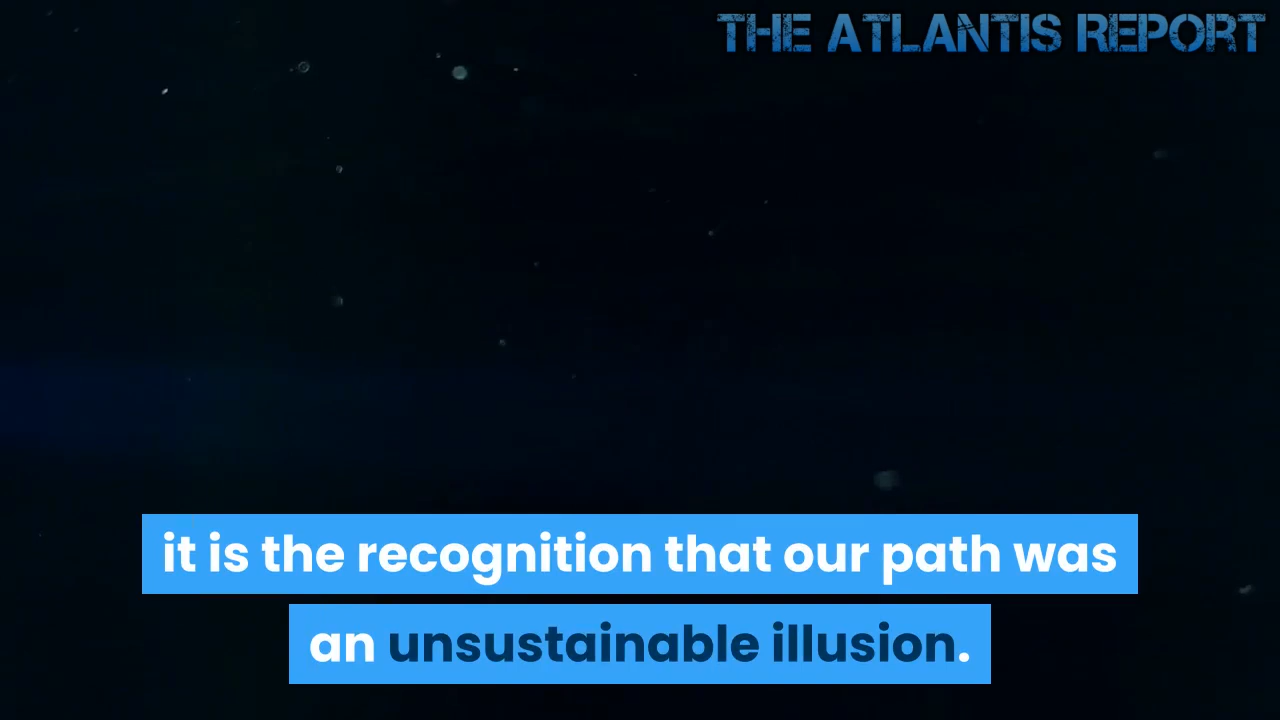 THE ATLANTIS REPORT
it is the recognition that our path was
an unsustainable illusion.